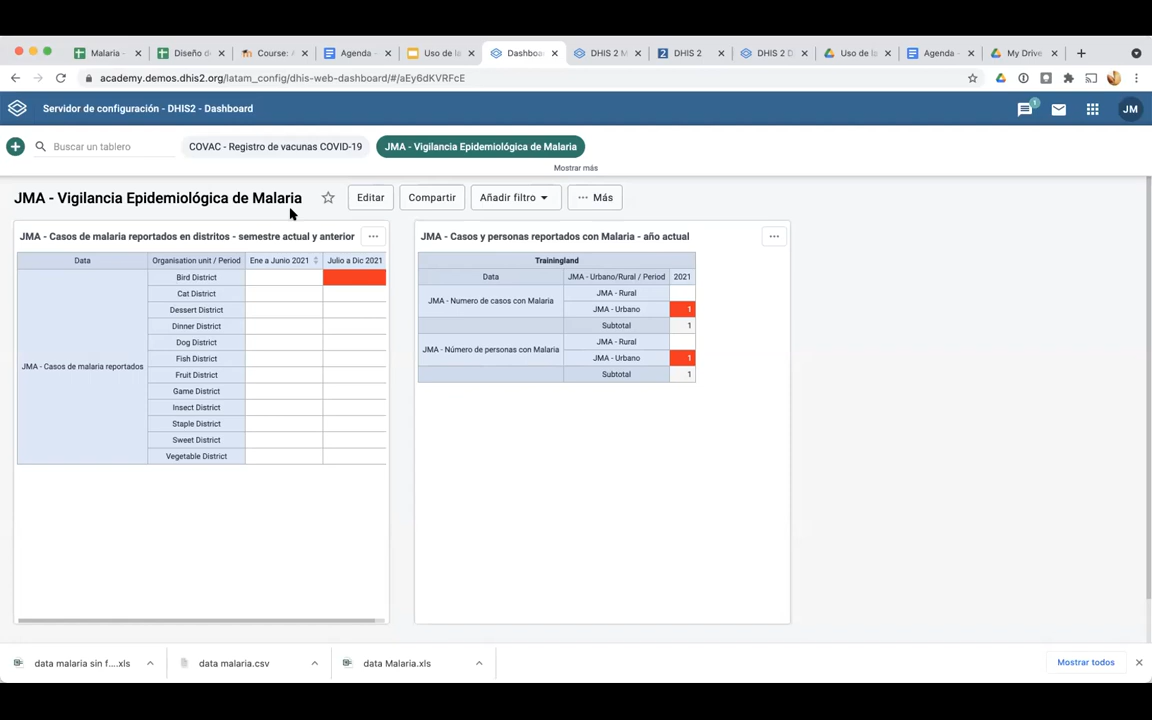 Malaria -
Diseño d
Course: A
Agenda -
Uso de la
Dashboa
DHIS 2 M
DHIS 2
DHIS 2 D
Uso de la
Agenda -
My Drive
academy.demos.dhis2.org/latam_config/dhis-web-dashboard/#/aEy6dKVRFcE
Servidor de configuración - DHIS2 - Dashboard
1
JM
Buscar un tablero
COVAC - Registro de vacunas COVID-19
JMA - Vigilancia Epidemiológica de Malaria
Mostrar más
JMA - Vigilancia Epidemiológica de Malaria
Editar
Compartir
Añadir filtro
Más
JMA - Casos de malaria reportados en distritos - semestre actual y anterior
Data
Organisation unit / Period
Ene a Junio 2021
Julio a Dic 2021
JMA - Casos de malaria reportados
Bird District
Cat District
Dessert District
Dinner District
Dog District
Fish District
Fruit District
Game District
Insect District
Staple District
Sweet District
Vegetable District
JMA - Casos y personas reportados con Malaria - año actual
Trainingland
Data
JMA - Urbano/Rural / Period
2021
JMA - Numero de casos con Malaria
JMA - Rural
JMA - Urbano
1
Subtotal
1
JMA - Número de personas con Malaria
JMA - Rural
JMA - Urbano
1
Subtotal
1
data malaria sin f....xls
data malaria.csv
data Malaria.xls
Mostrar todos